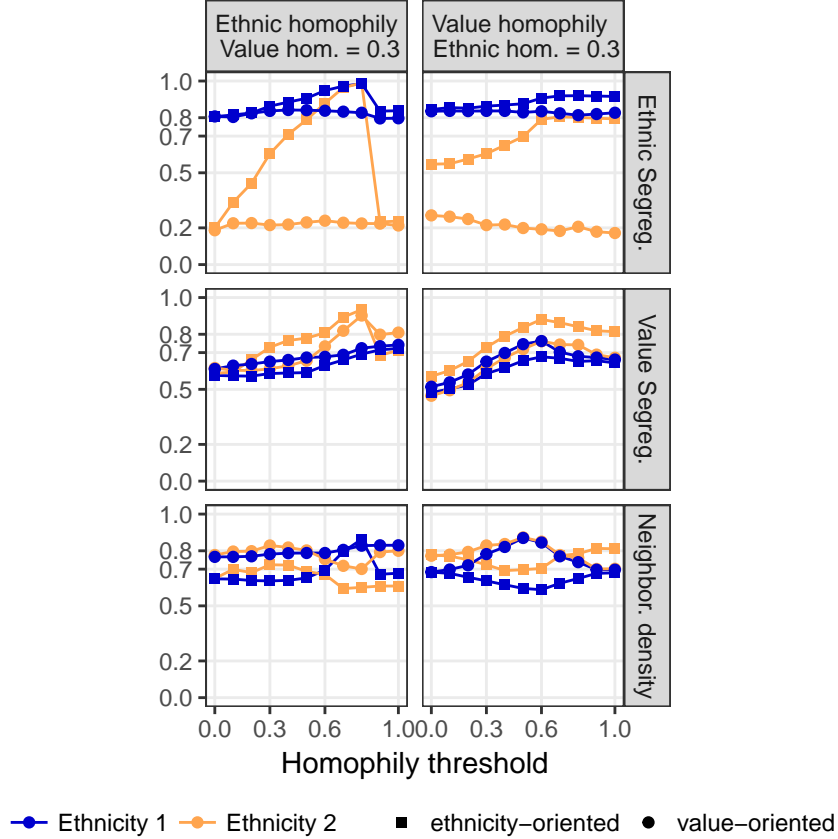 Ethnic homophily
Value hom. = 0.3
Value homophily
Ethnic hom. = 0.3
1.0
0.8
0.7
0.5
0.2
0.0
Ethnic Segreg.
1.0
0.8
0.7
0.5
0.2
0.0
Value Segreg.
1.0
0.8
0.7
0.5
0.2
0.0
Neighbor. density
0.0 0.3 0.6 1.0 0.0 0.3 0.6 1.0
Homophily threshold
Ethnicity 1 Ethnicity 2 ethnicity−oriented value−oriented